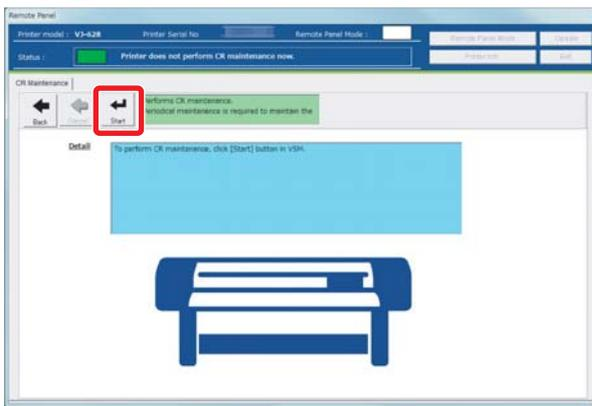 Remote Panel
Printer model : VJ-628 Printer Serial No Remote Panel Mode :
Remote Panel Mode Update
Status : Printer does not perform CR maintenance now.
Printer Info Exit
CR Maintenance
Back Cancel Start
Performs CR maintenance.
Periodical maintenance is required to maintain the
Detail
To perform CR maintenance, click [Start] button in VSM.